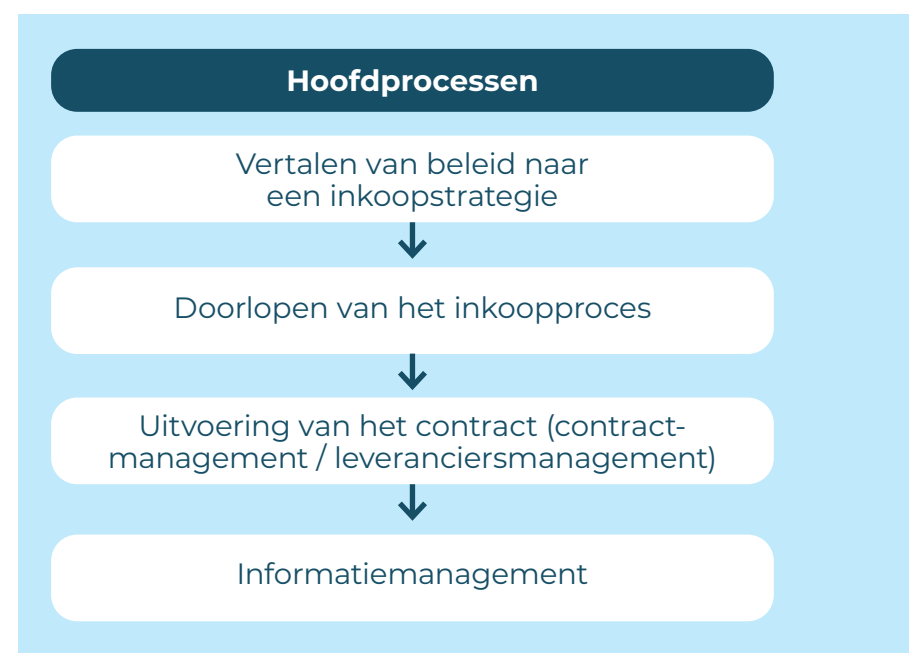 Hoofdprocessen
Vertalen van beleid naar
een inkoopstrategie
Doorlopen van het inkoopproces
Uitvoering van het contract (contract-
management / leveranciersmanagement)
Informatiemanagement